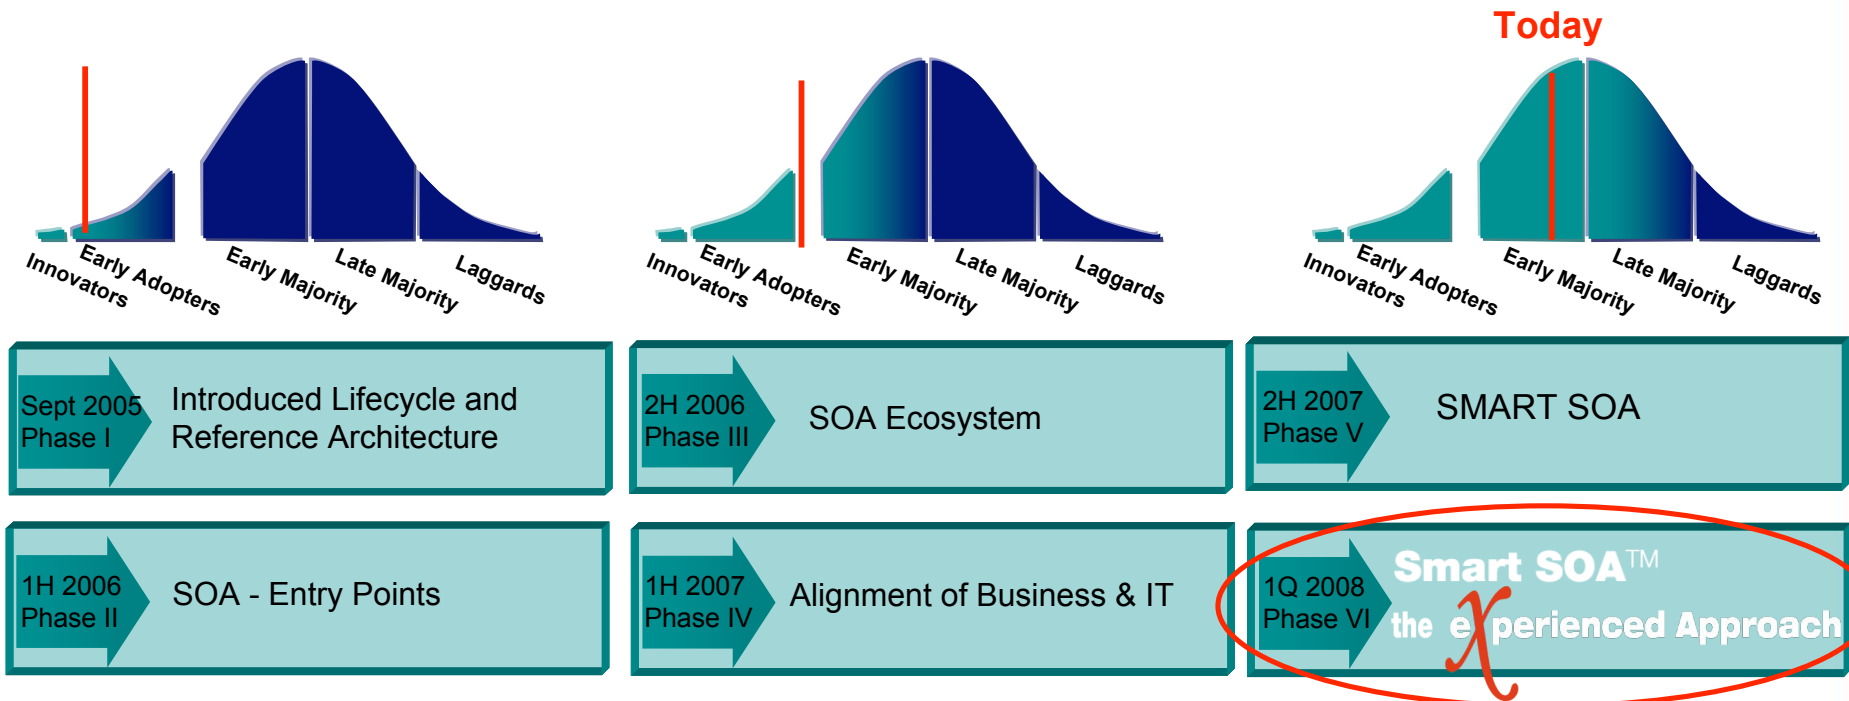 Today
Innovators
Early Adopters
Early Majority
Late Majority
Laggards
Innovators
Early Adopters
Early Majority
Late Majority
Laggards
Innovators
Early Adopters
Early Majority
Late Majority
Laggards
Sept 2005
Phase I
Introduced Lifecycle and
Reference Architecture
2H 2006
Phase III
SOA Ecosystem
2H 2007
Phase V
SMART SOA
1H 2006
Phase II
SOA - Entry Points
1H 2007
Phase IV
Alignment of Business & IT
1Q 2008
Phase VI
Smart SOA™
the eXperienced Approach